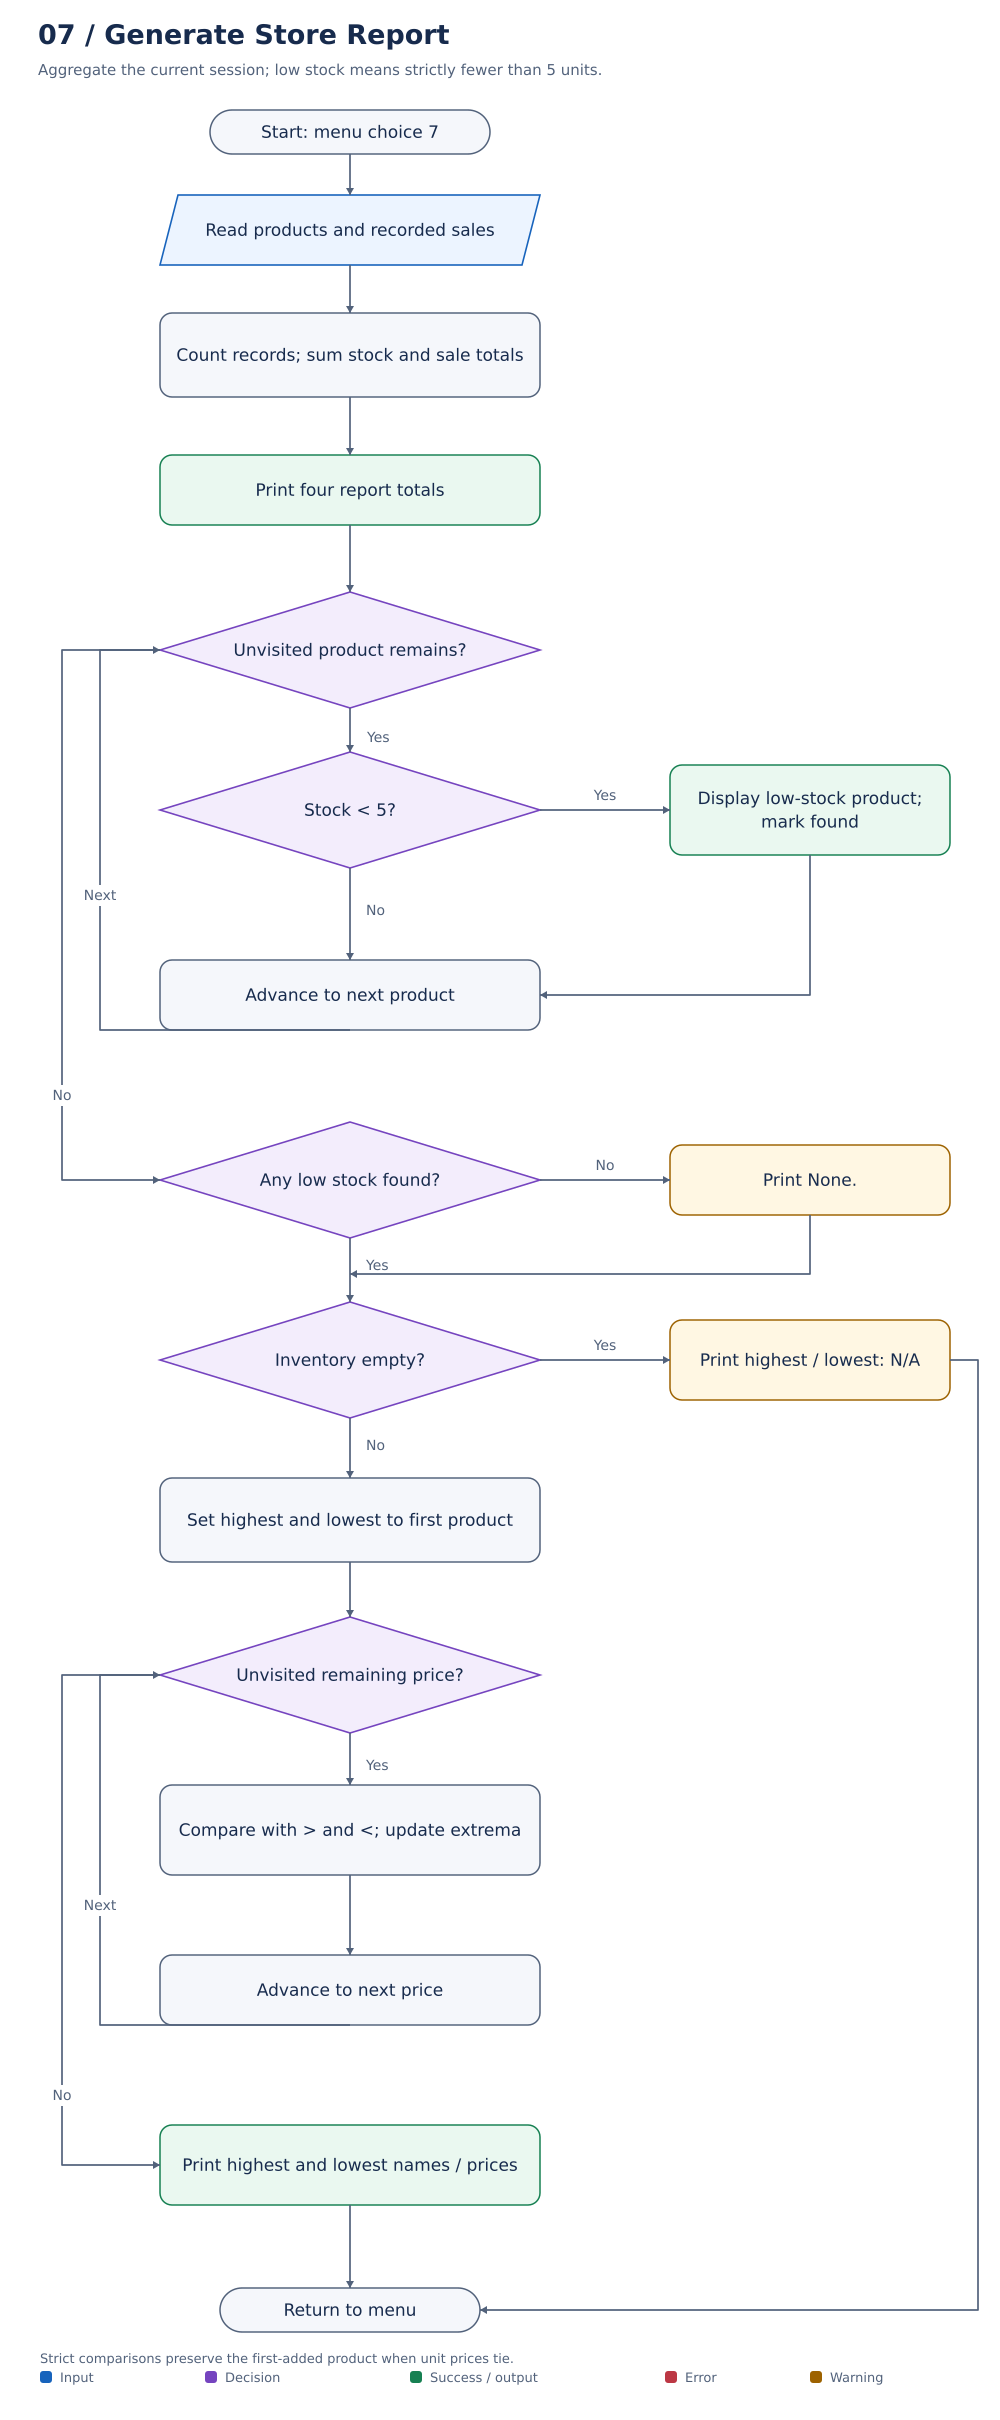 07 / Generate Store Report
Aggregate the current session; low stock means strictly fewer than 5 units.
Start: menu choice 7
Read products and recorded sales
Count records; sum stock and sale totals
Print four report totals
Unvisited product remains?
Yes
Stock < 5?
Yes
Display low-stock product;
mark found
Next
No
Advance to next product
No
Any low stock found?
No
Print None.
Yes
Inventory empty?
Yes
Print highest / lowest: N/A
No
Set highest and lowest to first product
Unvisited remaining price?
Yes
Compare with > and <; update extrema
Next
Advance to next price
No
Print highest and lowest names / prices
Return to menu
Strict comparisons preserve the first-added product when unit prices tie.
Input
Decision
Success / output
Error
Warning